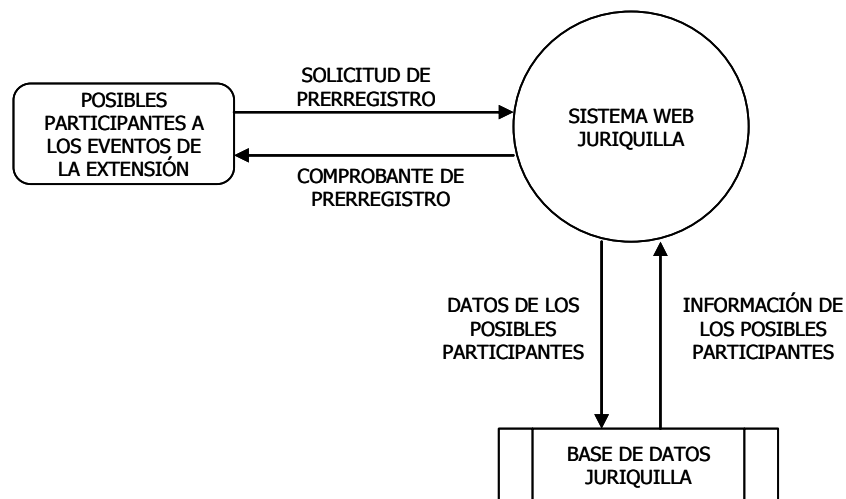 SOLICITUD DE
PRERREGISTRO
POSIBLES
PARTICIPANTES A
LOS EVENTOS DE
LA EXTENSIÓN
SISTEMA WEB
JURIQUILLA
COMPROBANTE DE
PRERREGISTRO
DATOS DE LOS
POSIBLES
PARTICIPANTES
INFORMACIÓN DE
LOS POSIBLES
PARTICIPANTES
BASE DE DATOS
JURIQUILLA